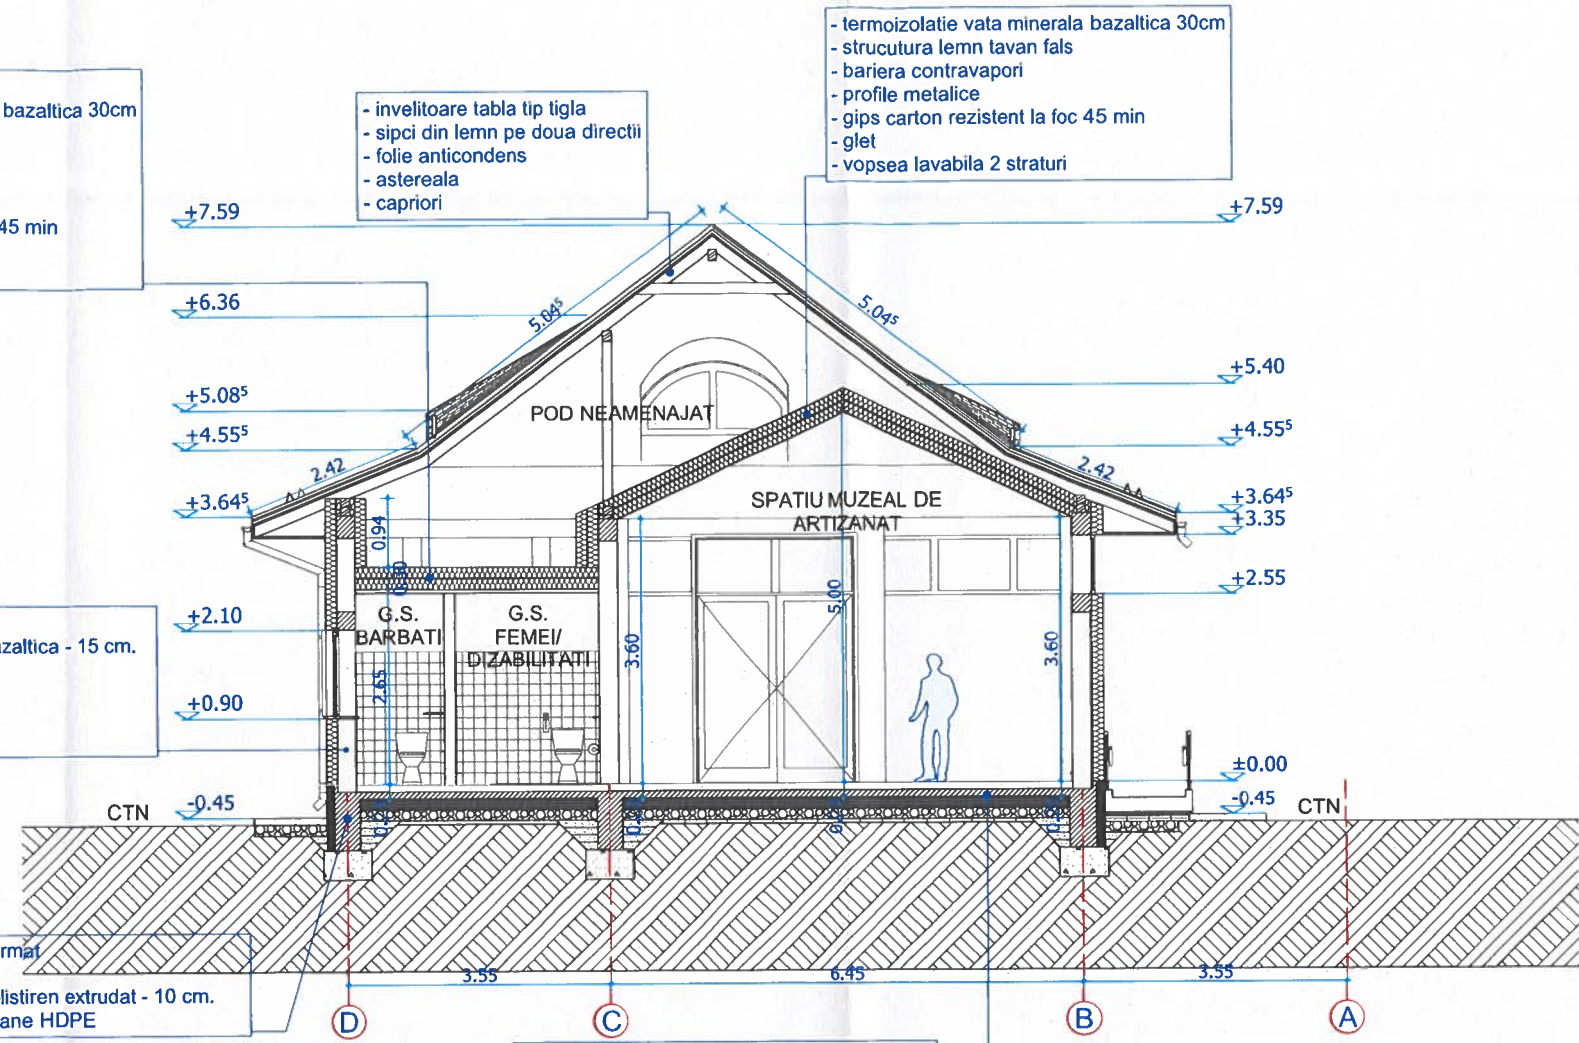 - termoizolatie vata minerala bazaltica 30cm
- strucutura lemn tavan fals
- bariera contravapori
- profile metalice
- gips carton rezistent la foc 45 min
- glet
- vopsea lavabila 2 straturi
bazaltica 30cm
45 min
- invelitoare tabla tip tigla
- sipci din lemn pe doua directii
- folie anticondens
- astereala
- capriori
+7.59
+7.59
+6.36
5.04⁵
5.04⁵
+5.40
+5.08⁵
+4.55⁵
+4.55⁵
POD NEAMENAJAT
2.42
2.42
+3.64⁵
+3.64⁵
+3.35
SPATIU MUZEAL DE
ARTIZANAT
0.94
0.30
+2.55
5.00
+2.10
G.S.
BARBATI
G.S.
FEMEI/
DIZABILITATI
3.60
3.60
2.65
azaltica - 15 cm.
+0.90
±0.00
-0.45
-0.45
CTN
CTN
rmat
listiren extrudat - 10 cm.
ane HDPE
3.55
6.45
3.55
D
C
B
A